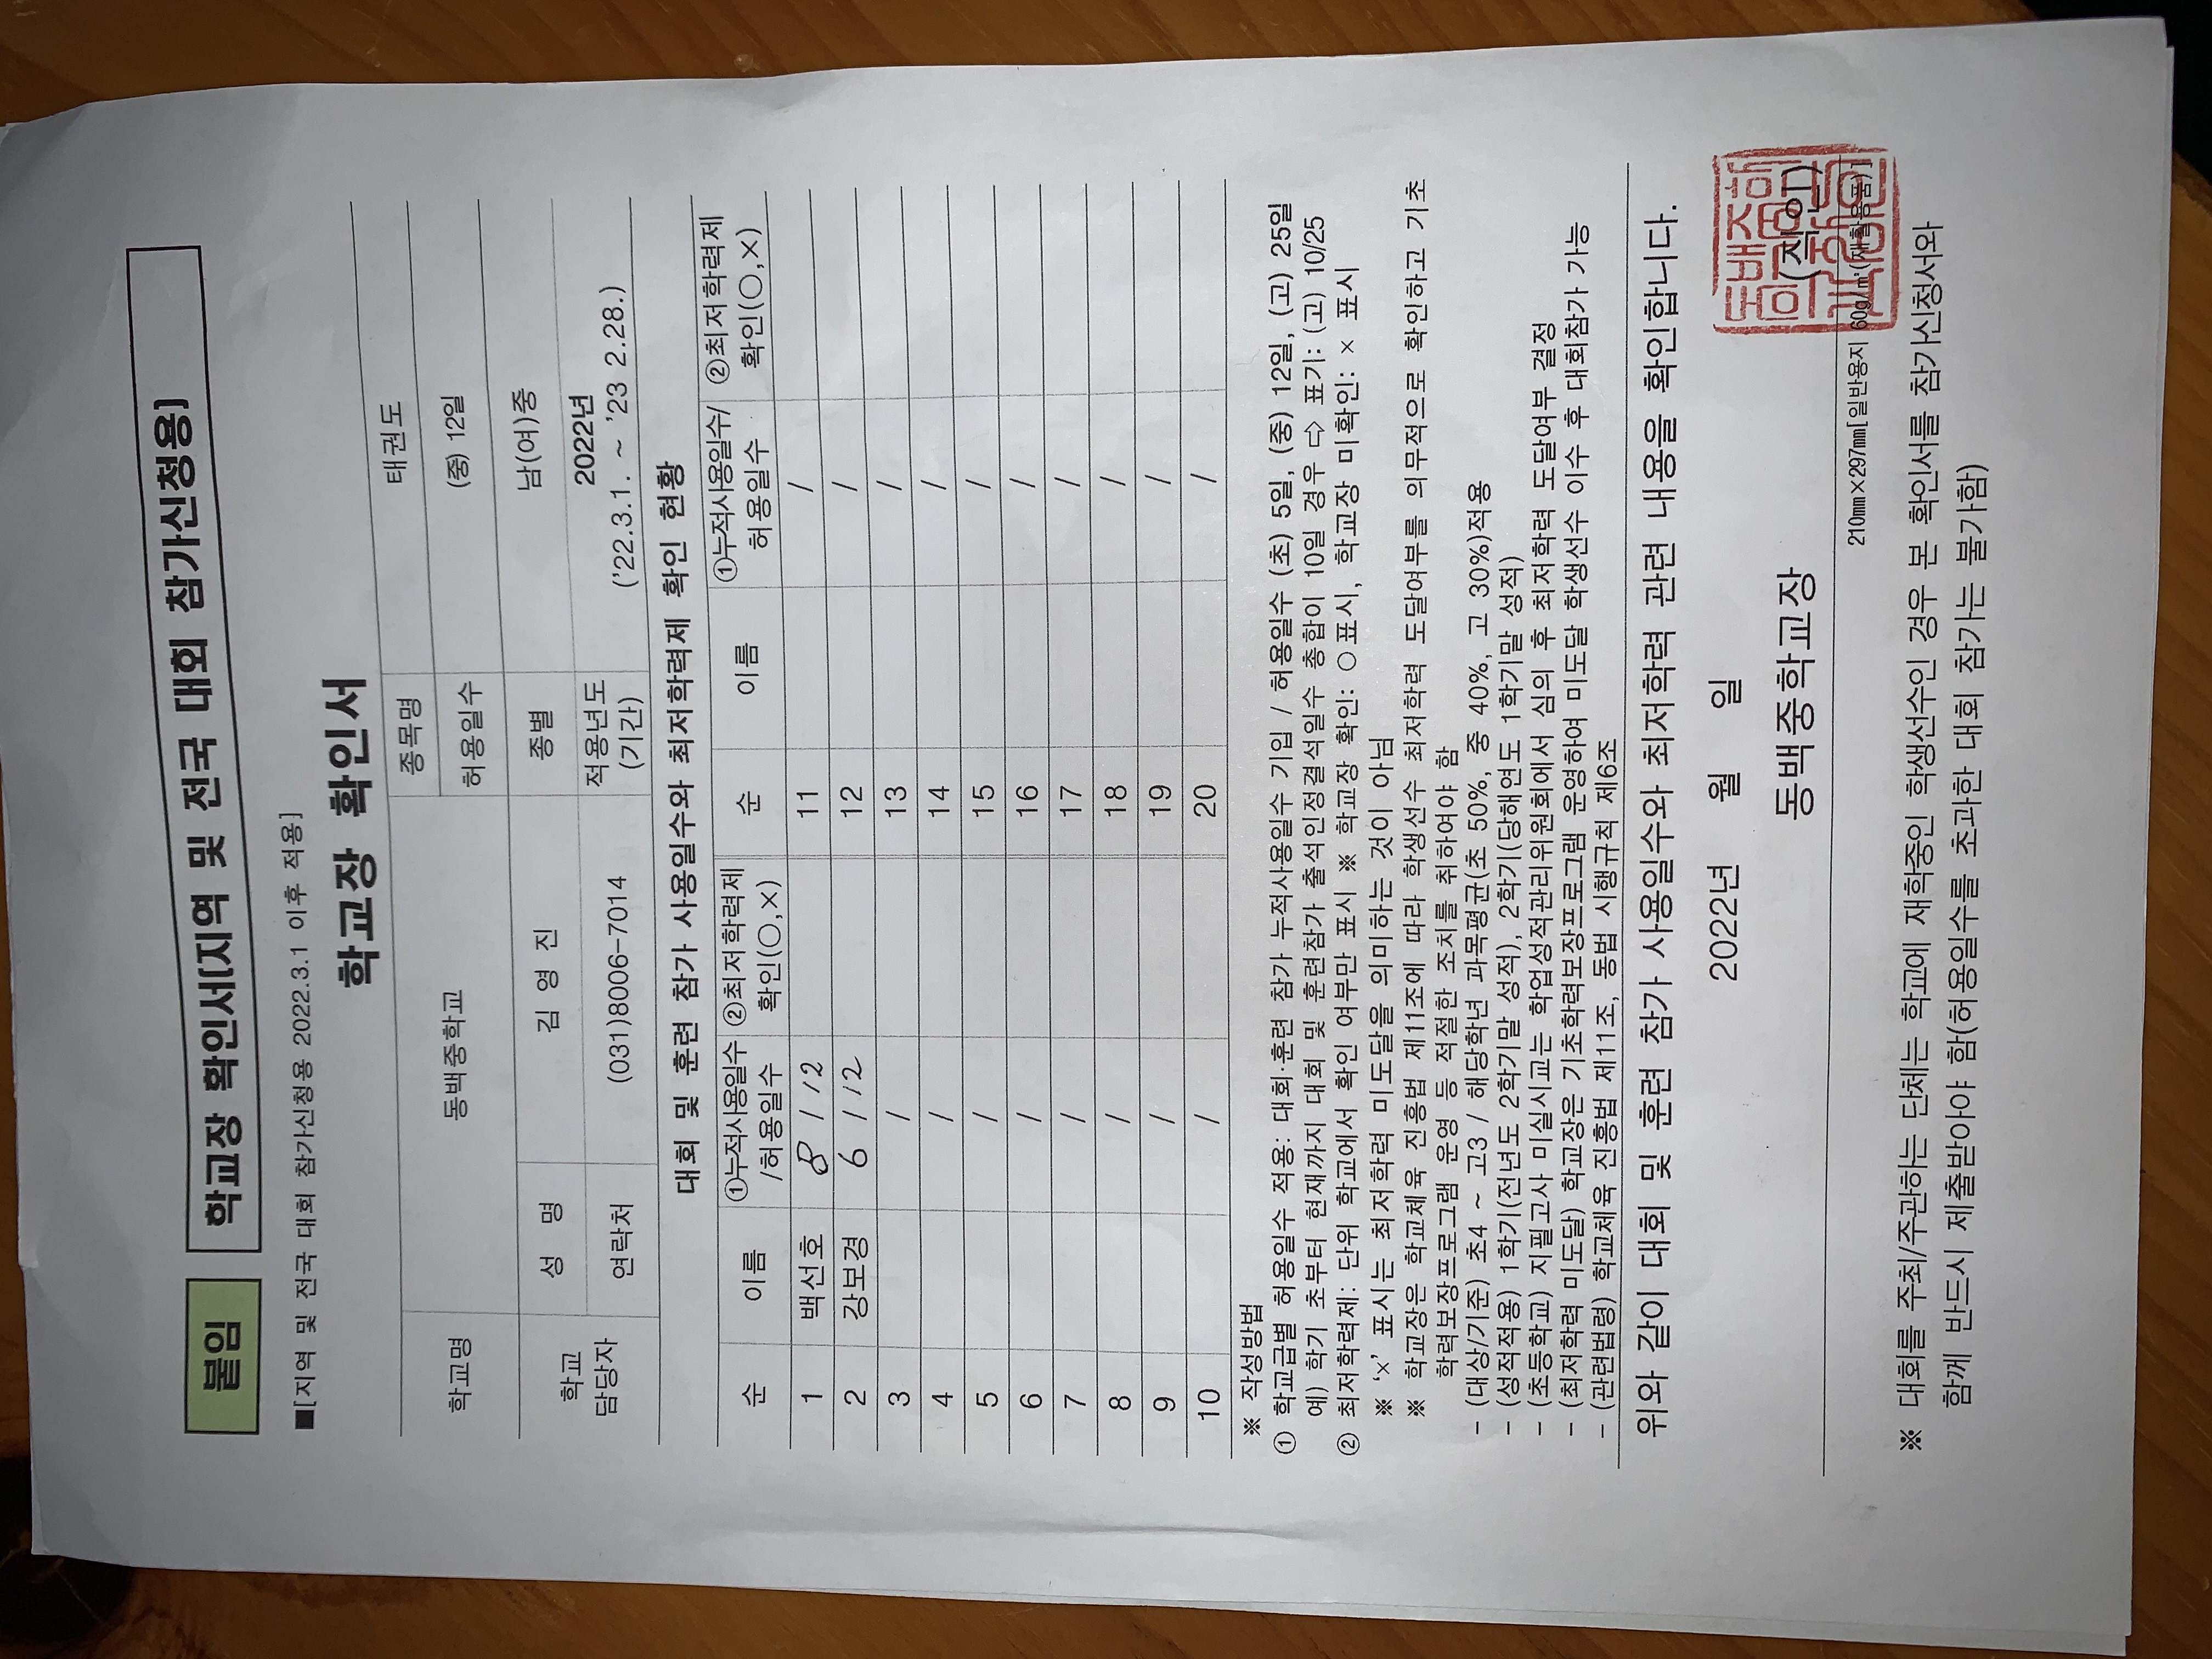 붙임 학교장 확인서[지역 및 전국 대회 참가신청용]
■[지역 및 전국 대회 참가신청용 2022.3.1 이후 적용]
학교장 확인서
학교명 동백중학교 종목명 태권도
허용일수 (중) 12일
학교 담당자 성 명 김 영 진 종별 남(여)중
연락처 (031)8006-7014 적용년도 (기간) 2022년 ('22.3.1. ~ '23 2.28.)
대회 및 훈련 참가 사용일수와 최저학력제 확인 현황
순 이름 ①누적사용일수 /허용일수 ②최저학력제 확인(○,×) 순 이름 ①누적사용일수/ 허용일수 ②최저학력제 확인(○,×)
1 백선호 8 / 12 11 /
2 강보경 6 / 12 12 /
3 / 13 /
4 / 14 /
5 / 15 /
6 / 16 /
7 / 17 /
8 / 18 /
9 / 19 /
10 / 20 /
※ 작성방법
① 학교급별 허용일수 적용: 대회·훈련 참가 누적사용일수 기입 / 허용일수 (초) 5일, (중) 12일, (고) 25일
예) 학기 초부터 현재까지 대회 및 훈련참가 출석인정결석일수 총합이 10일 경우 ⇨ 표기: (고) 10/25
② 최저학력제: 단위 학교에서 확인 여부만 표시 ※ 학교장 확인: ○표시, 학교장 미확인: × 표시
※ '×' 표시는 최저학력 미도달을 의미하는 것이 아님
※ 학교장은 학교체육 진흥법 제11조에 따라 학생선수 최저학력 도달여부를 의무적으로 확인하고 기초
학력보장프로그램 운영 등 적절한 조치를 취하여야 함
- (대상/기준) 초4 ~ 고3 / 해당학년 과목평균(초 50%, 중 40%, 고 30%)적용
- (성적적용) 1학기(전년도 2학기말 성적), 2학기(당해연도 1학기말 성적)
- (초등학교) 지필고사 미실시교는 학업성적관리위원회에서 심의 후 최저학력 도달여부 결정
- (최저학력 미도달) 학교장은 기초학력보장프로그램 운영하여 미도달 학생선수 이수 후 대회참가 가능
- (관련법령) 학교체육 진흥법 제11조, 동법 시행규칙 제6조
위와 같이 대회 및 훈련 참가 사용일수와 최저학력 관련 내용을 확인합니다.
2022년 월 일
동백중학교장 (직인)
210㎜×297㎜[일반용지 60g/㎡(재활용품)]
※ 대회를 주최/주관하는 단체는 학교에 재학중인 학생선수인 경우 본 확인서를 참가신청서와
함께 반드시 제출받아야 함(허용일수를 초과한 대회 참가는 불가함)